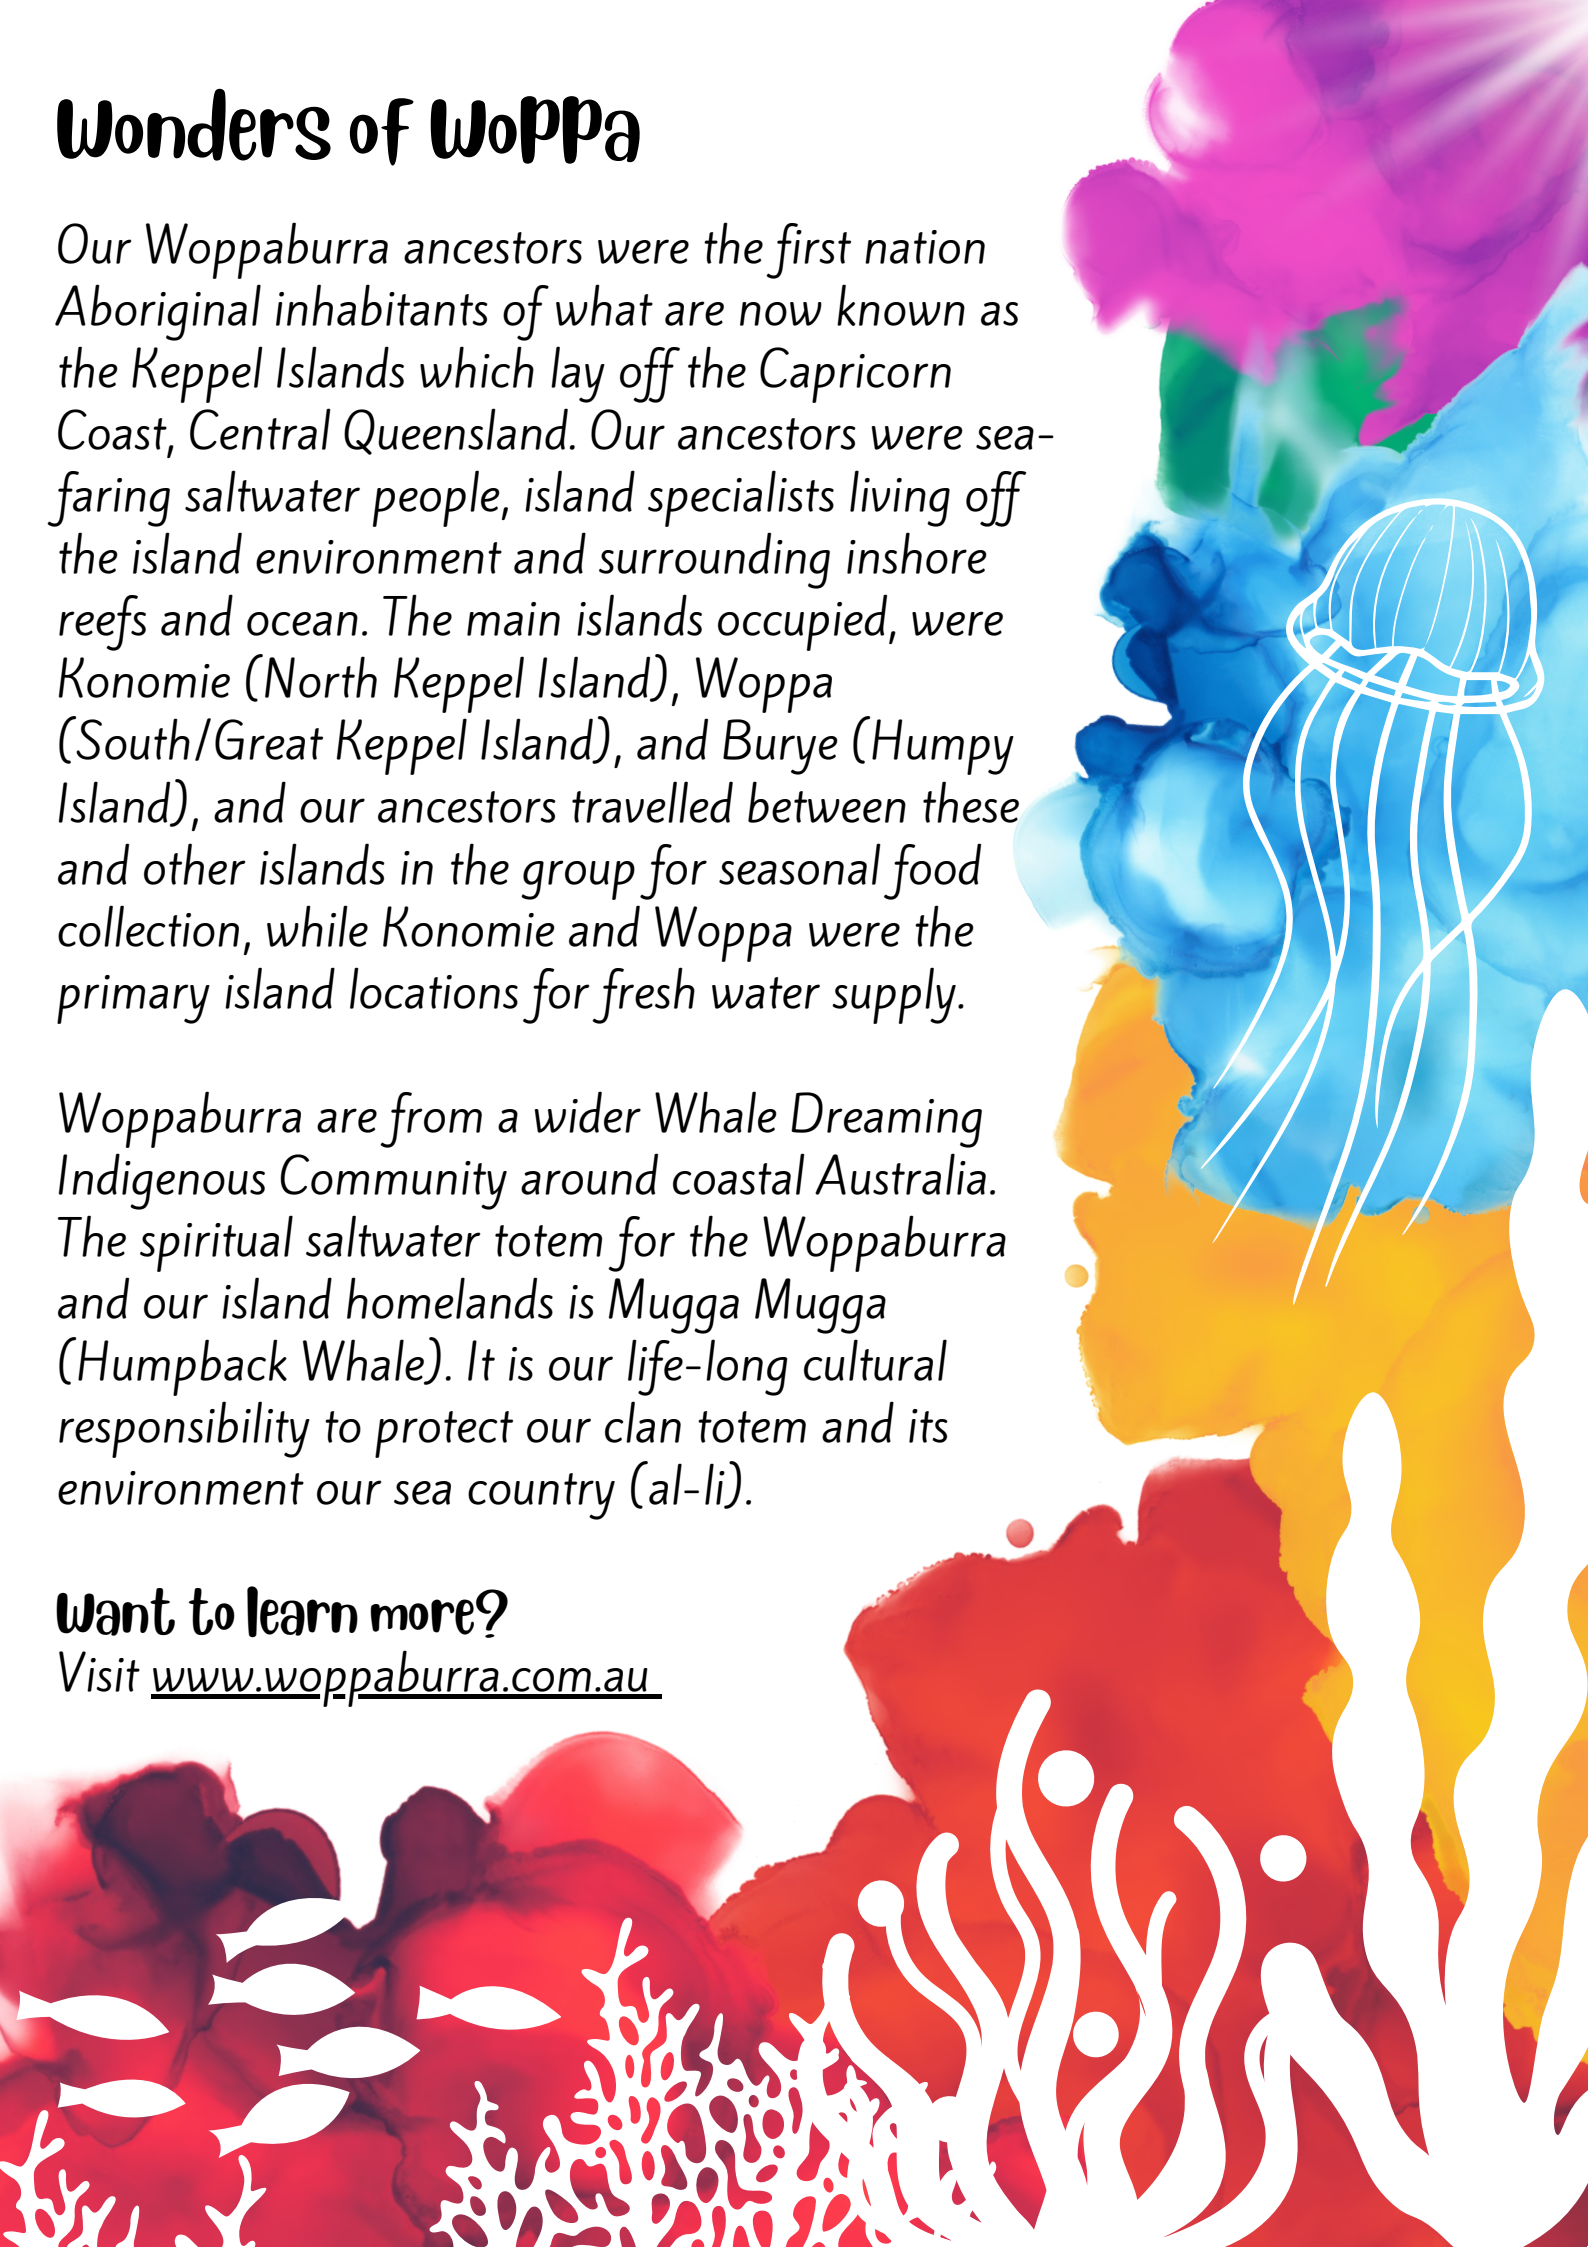 Wonders of Woppa
Our Woppaburra ancestors were the first nation
Aboriginal inhabitants of what are now known as
the Keppel Islands which lay off the Capricorn
Coast, Central Queensland. Our ancestors were sea-
faring saltwater people, island specialists living off
the island environment and surrounding inshore
reefs and ocean. The main islands occupied, were
Konomie (North Keppel Island), Woppa
(South/Great Keppel Island), and Burye (Humpy
Island), and our ancestors travelled between these
and other islands in the group for seasonal food
collection, while Konomie and Woppa were the
primary island locations for fresh water supply.
Woppaburra are from a wider Whale Dreaming
Indigenous Community around coastal Australia.
The spiritual saltwater totem for the Woppaburra
and our island homelands is Mugga Mugga
(Humpback Whale). It is our life-long cultural
responsibility to protect our clan totem and its
environment our sea country (al-li).
Want to learn more?
Visit www.woppaburra.com.au